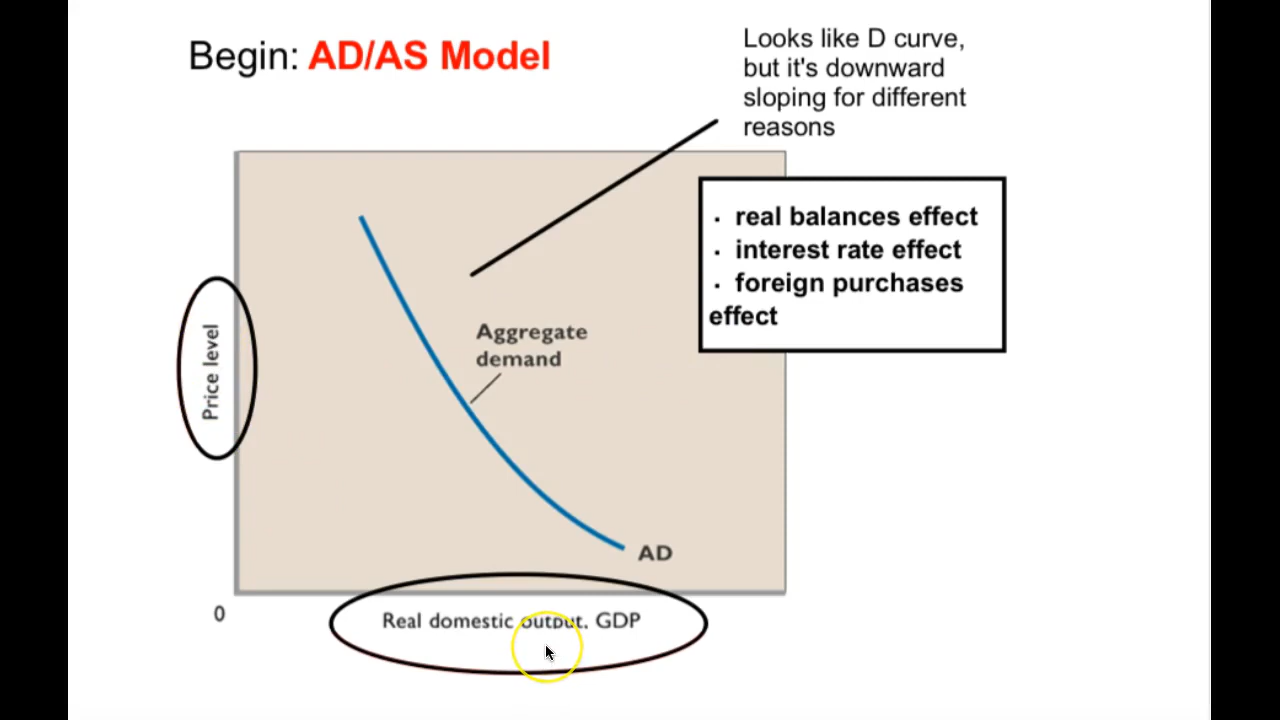 Begin: AD/AS Model
Looks like D curve,
but it's downward
sloping for different
reasons
· real balances effect
· interest rate effect
· foreign purchases
effect
Price level
Aggregate
demand
AD
0
Real domestic output, GDP